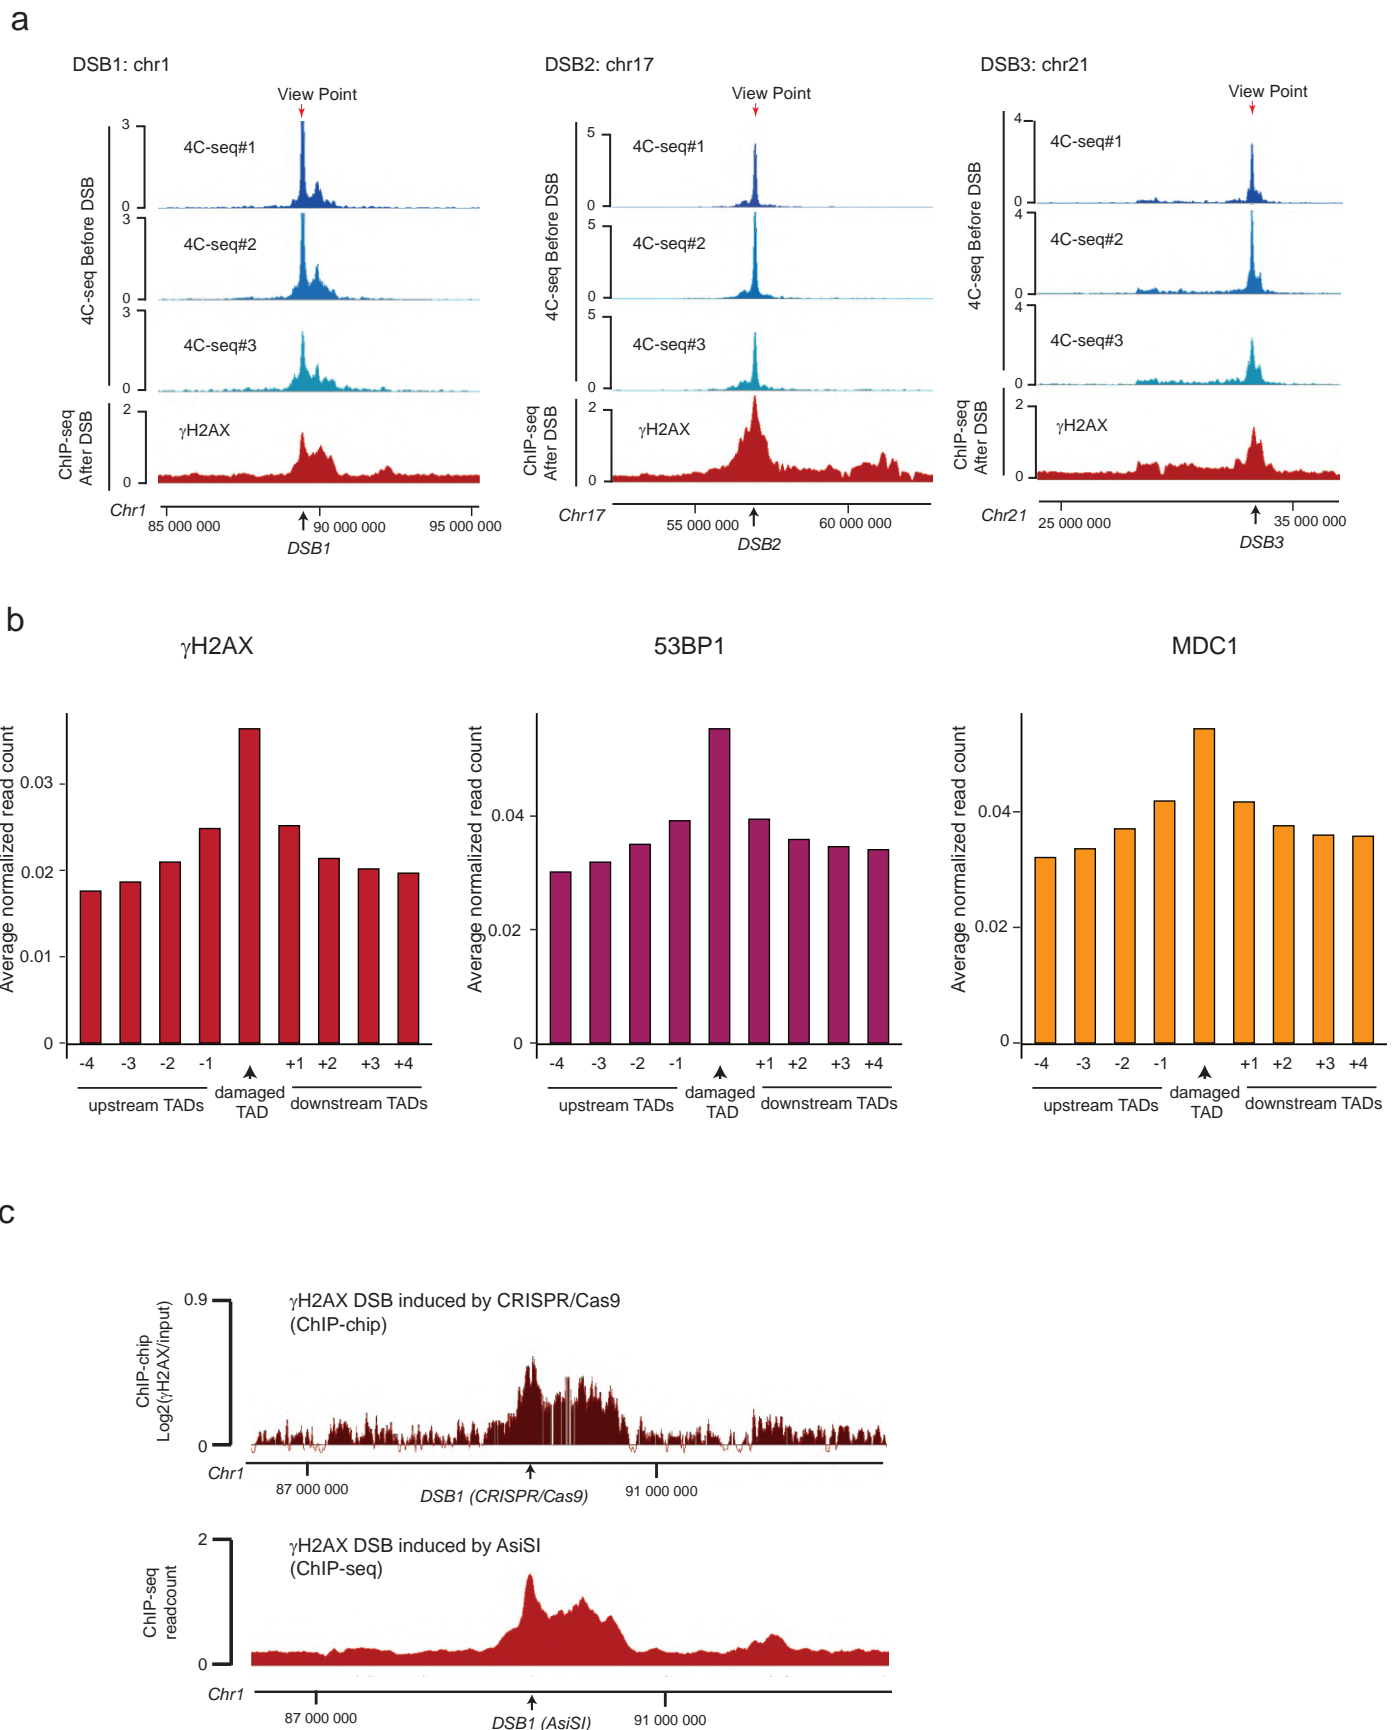 a
DSB1: chr1
View Point
4C-seq Before DSB
3
4C-seq#1
0
3
4C-seq#2
0
3
4C-seq#3
0
ChIP-seq
After DSB
2
γH2AX
0
Chr1
85 000 000
90 000 000
95 000 000
DSB1
DSB2: chr17
View Point
4C-seq Before DSB
5
4C-seq#1
0
5
4C-seq#2
0
5
4C-seq#3
0
ChIP-seq
After DSB
2
γH2AX
0
Chr17
55 000 000
60 000 000
DSB2
DSB3: chr21
View Point
4C-seq Before DSB
4
4C-seq#1
0
4
4C-seq#2
0
4
4C-seq#3
0
ChIP-seq
After DSB
2
γH2AX
0
Chr21
25 000 000
35 000 000
DSB3
b
γH2AX
Average normalized read count
0.03
0.02
0.01
0
-4 -3 -2 -1 +1 +2 +3 +4
upstream TADs
damaged
TAD
downstream TADs
53BP1
Average normalized read count
0.04
0.02
0
-4 -3 -2 -1 +1 +2 +3 +4
upstream TADs
damaged
TAD
downstream TADs
MDC1
Average normalized read count
0.04
0.02
0
-4 -3 -2 -1 +1 +2 +3 +4
upstream TADs
damaged
TAD
downstream TADs
c
γH2AX DSB induced by CRISPR/Cas9
(ChIP-chip)
ChIP-chip
Log2(γH2AX/input)
0.9
0
Chr1
87 000 000
DSB1 (CRISPR/Cas9)
91 000 000
γH2AX DSB induced by AsiSI
(ChIP-seq)
ChIP-seq
readcount
2
0
Chr1
87 000 000
DSB1 (AsiSI)
91 000 000